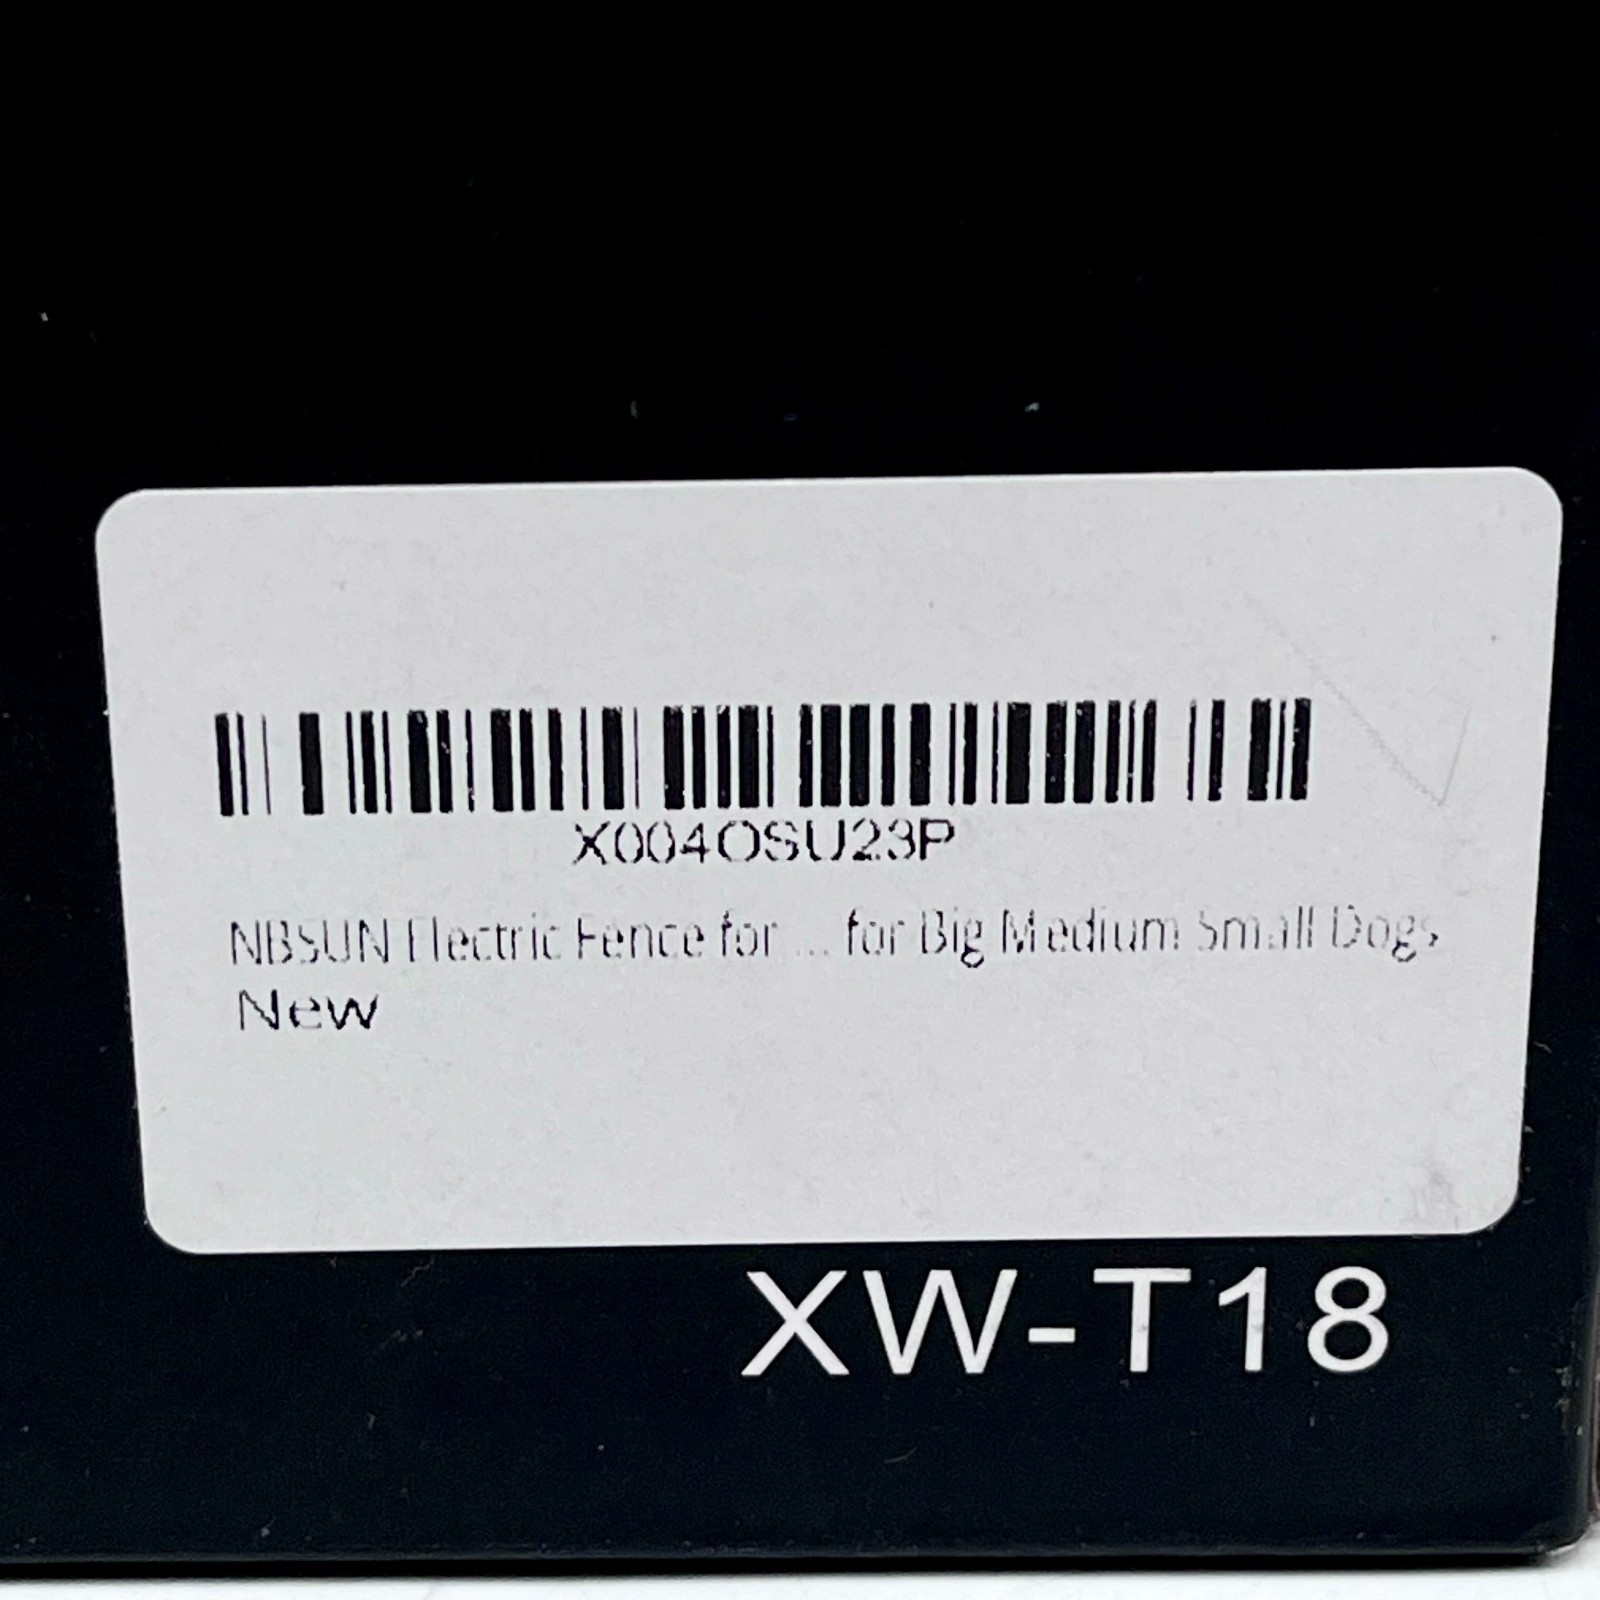 X004OSU23P
NBSUN Electric Fence for ... for Big Medium Small Dogs
New
XW-T18